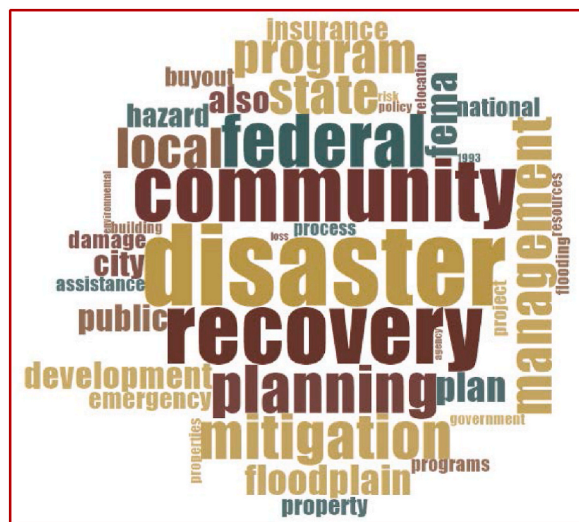 insurance
program
buyout
also
state
risk
policy
relocation
fema
national
hazard
local
federal
1993
community
management
resources
flooding
environmental
building
process
loss
damage
city
disaster
assistance
project
public
recovery
agency
development
planning
plan
emergency
mitigation
government
properties
floodplain
programs
property